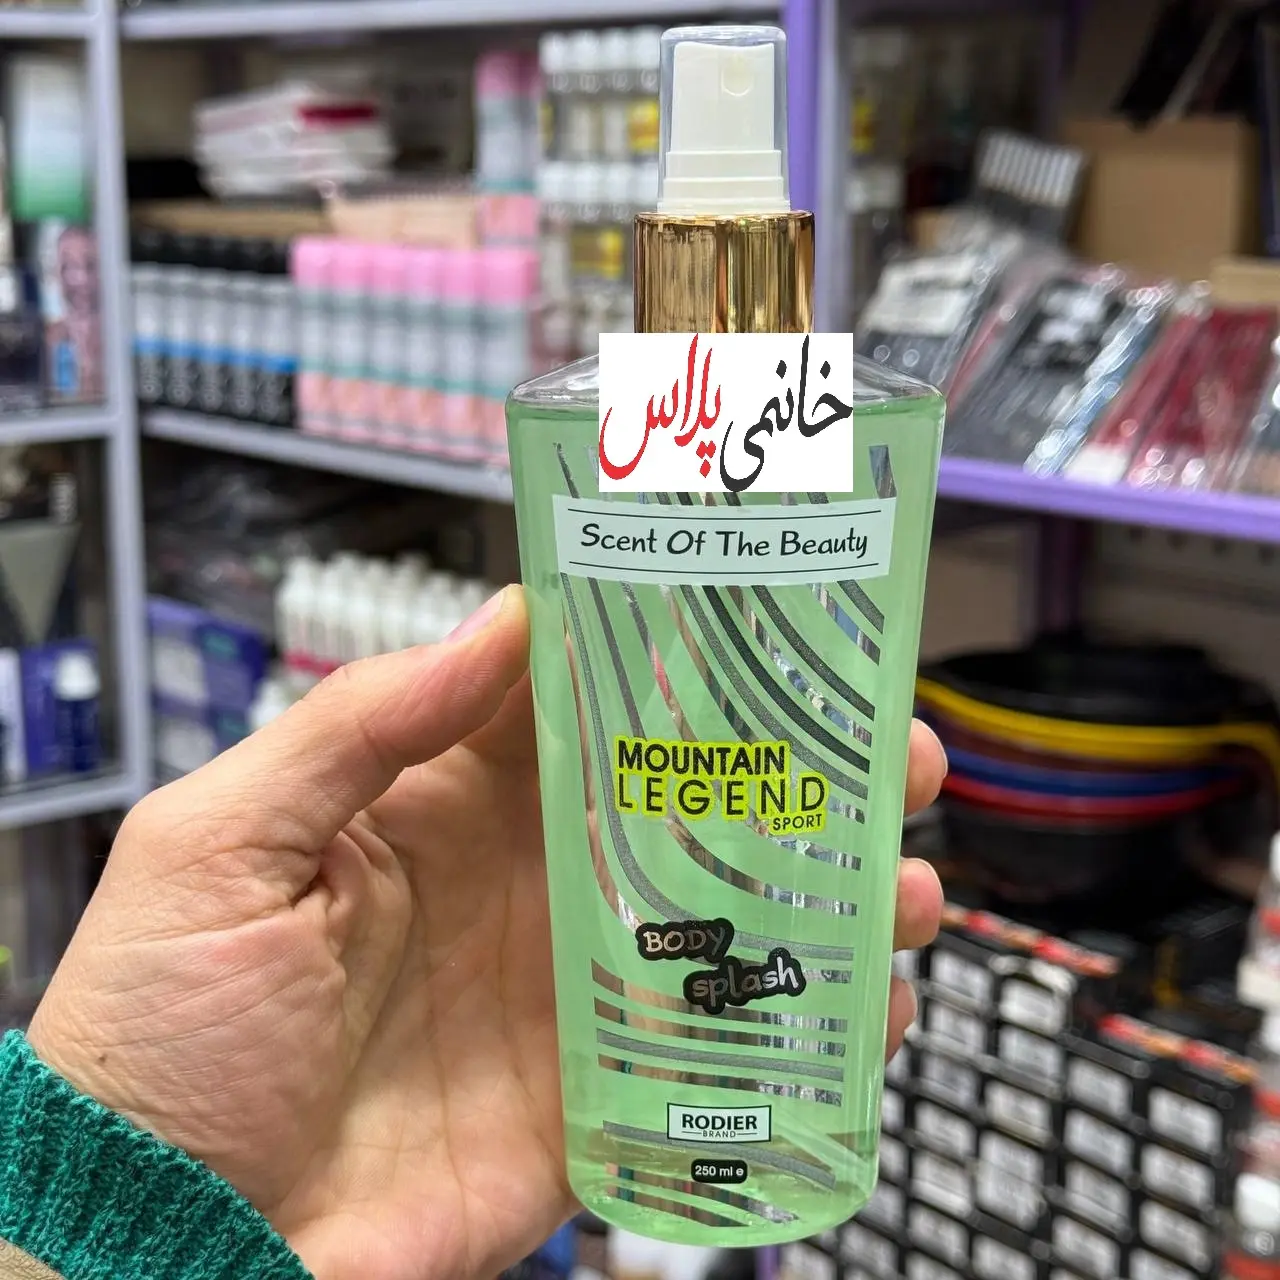 خانمی پلاس
Scent Of The Beauty
MOUNTAIN
LEGEND
SPORT
BODY
splash
RODIER
BRAND
250 ml e